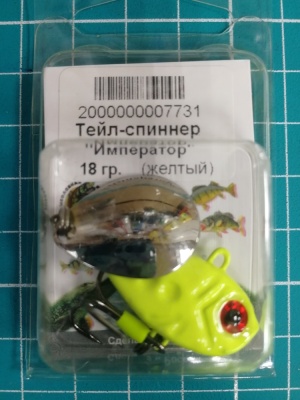 2000000007731
Тейл-спиннер
"Император"
18 гр. (желтый)